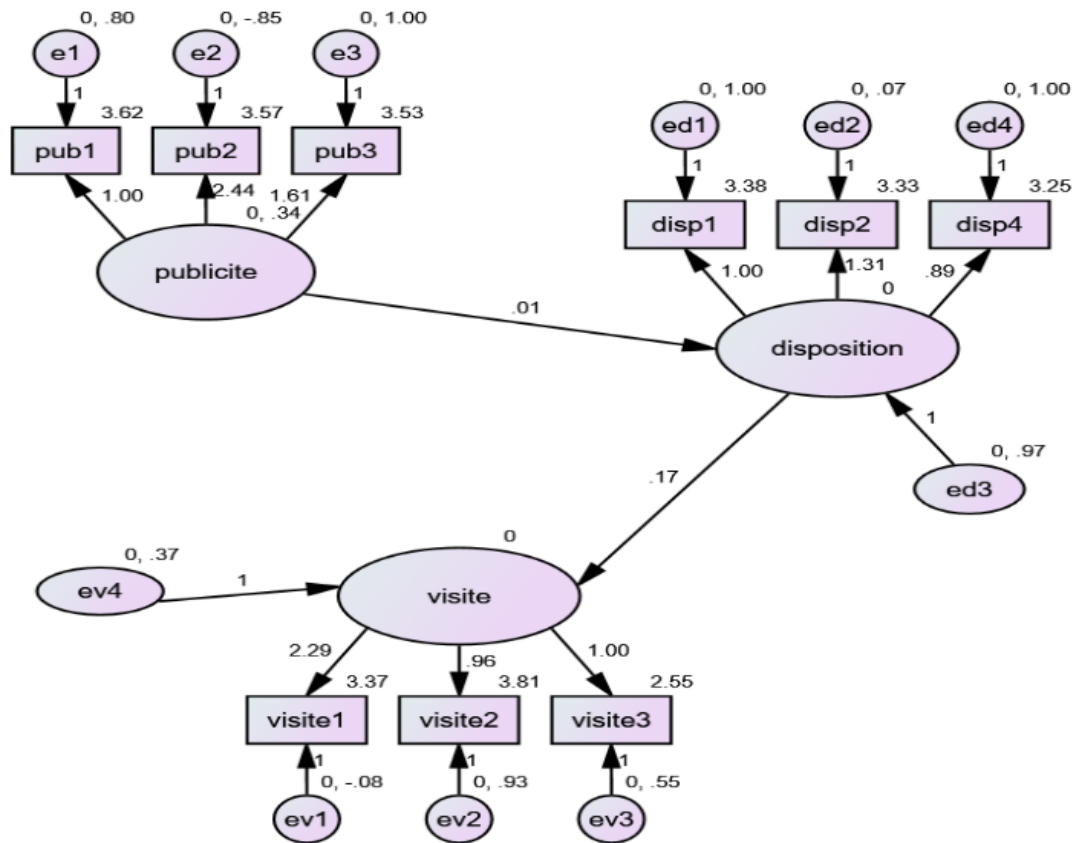 0, .80
0, -.85
0, 1.00
e1
e2
e3
1
1
1
3.62
3.57
3.53
pub1
pub2
pub3
1.00
2.44
1.61
0, .34
publicite
0, 1.00
0, .07
0, 1.00
ed1
ed2
ed4
1
1
1
3.38
3.33
3.25
disp1
disp2
disp4
1.00
1.31
.89
0
disposition
.01
1
0, .97
ed3
.17
0
0, .37
ev4
1
visite
2.29
.96
1.00
3.37
3.81
2.55
visite1
visite2
visite3
1
1
1
0, -.08
0, .93
0, .55
ev1
ev2
ev3